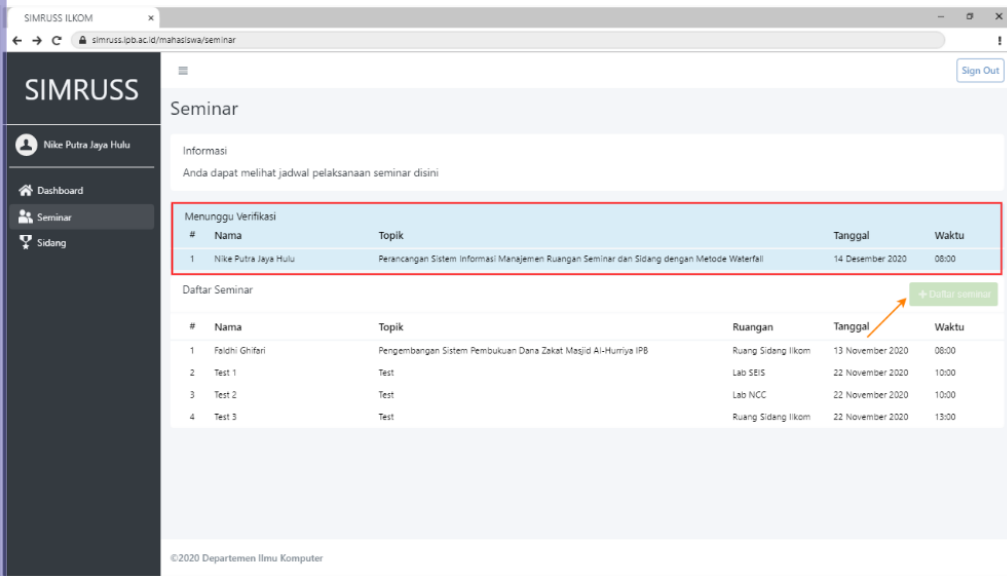 SIMRUSS ILKOM
simruss.ipb.ac.id/mahasiswa/seminar
SIMRUSS
Sign Out
Nike Putra Jaya Hulu
Dashboard
Seminar
Sidang
Seminar
Informasi
Anda dapat melihat jadwal pelaksanaan seminar disini
Menunggu Verifikasi
# Nama Topik Tanggal Waktu
1 Nike Putra Jaya Hulu Perancangan Sistem Informasi Manajemen Ruangan Seminar dan Sidang dengan Metode Waterfall 14 Desember 2020 08:00
Daftar Seminar
+ Daftar seminar
# Nama Topik Ruangan Tanggal Waktu
1 Faldhi Ghifari Pengembangan Sistem Pembukuan Dana Zakat Masjid Al-Hurriya IPB Ruang Sidang Ilkom 13 November 2020 08:00
2 Test 1 Test Lab SEIS 22 November 2020 10:00
3 Test 2 Test Lab NCC 22 November 2020 10:00
4 Test 3 Test Ruang Sidang Ilkom 22 November 2020 13:00
©2020 Departemen Ilmu Komputer